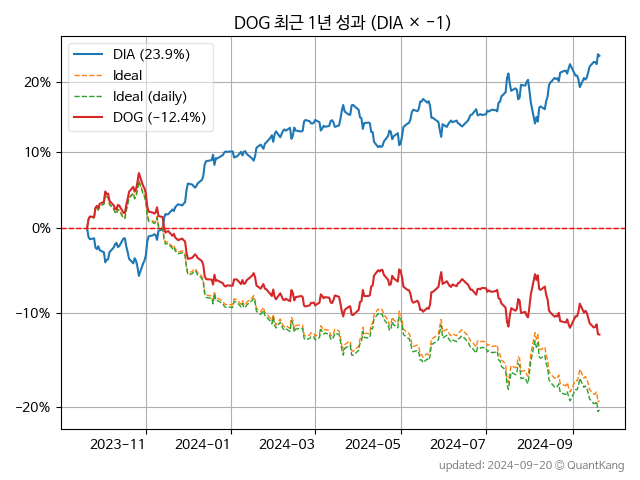 DOG 최근 1년 성과 (DIA × −1)
DIA (23.9%)
Ideal
Ideal (daily)
DOG (−12.4%)
20%
10%
0%
−10%
−20%
2023-11
2024-01
2024-03
2024-05
2024-07
2024-09
updated: 2024-09-20 © QuantKang